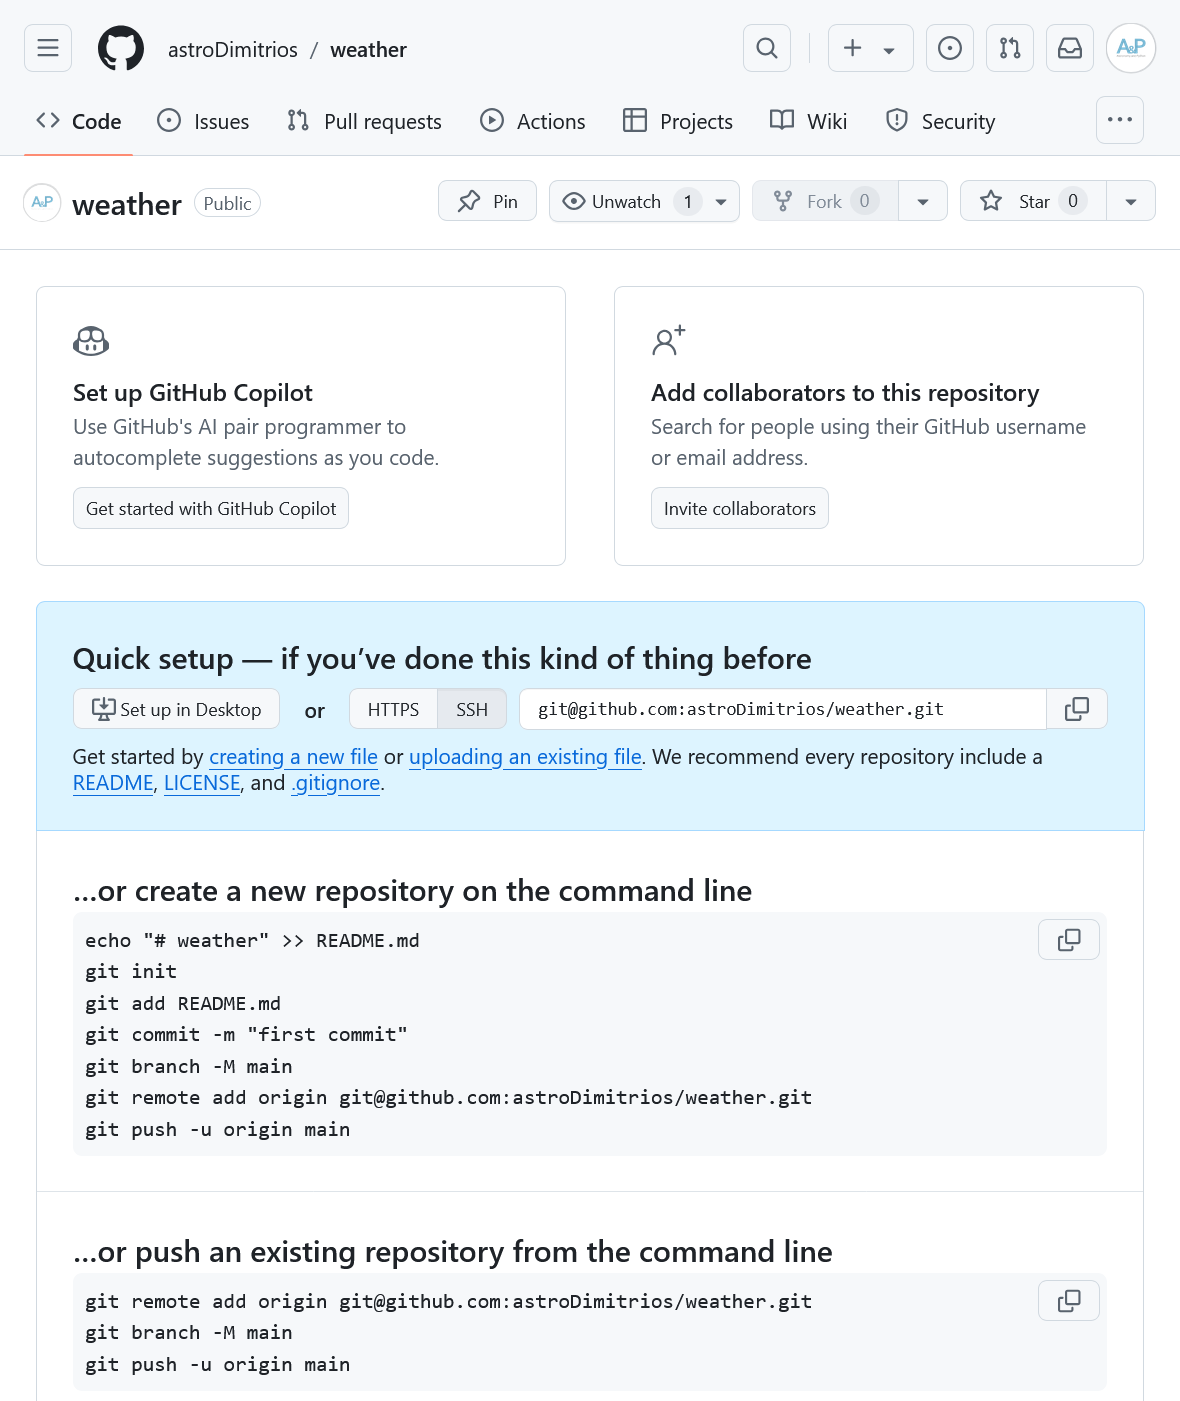 astroDimitrios / weather
A&P
Code Issues Pull requests Actions Projects Wiki Security
A&P weather Public Pin Unwatch 1 Fork 0 Star 0
Set up GitHub Copilot
Use GitHub's AI pair programmer to
autocomplete suggestions as you code.
Get started with GitHub Copilot
Add collaborators to this repository
Search for people using their GitHub username
or email address.
Invite collaborators
Quick setup — if you’ve done this kind of thing before
Set up in Desktop or HTTPS SSH git@github.com:astroDimitrios/weather.git
Get started by creating a new file or uploading an existing file. We recommend every repository include a
README, LICENSE, and .gitignore.
…or create a new repository on the command line
echo "# weather" >> README.md
git init
git add README.md
git commit -m "first commit"
git branch -M main
git remote add origin git@github.com:astroDimitrios/weather.git
git push -u origin main
…or push an existing repository from the command line
git remote add origin git@github.com:astroDimitrios/weather.git
git branch -M main
git push -u origin main